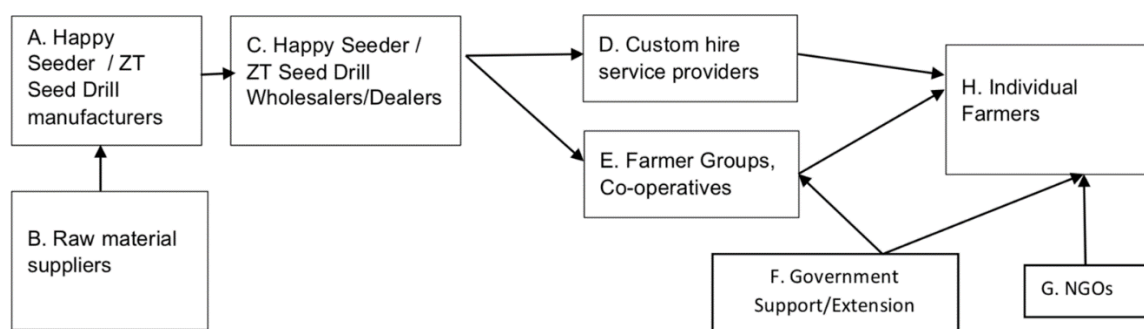 A. Happy
Seeder / ZT
Seed Drill
manufacturers
C. Happy Seeder /
ZT Seed Drill
Wholesalers/Dealers
D. Custom hire
service providers
H. Individual
Farmers
E. Farmer Groups,
Co-operatives
B. Raw material
suppliers
F. Government
Support/Extension
G. NGOs